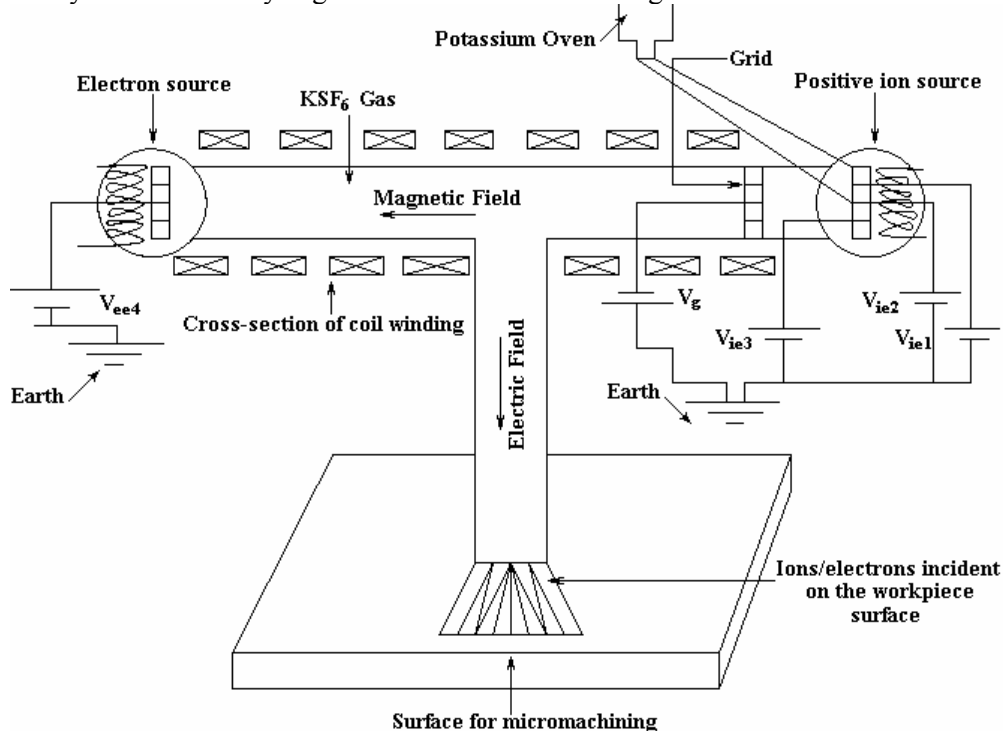 Potassium Oven
Grid
Electron source
Positive ion source
KSF6 Gas
Magnetic Field
Vee4
Vg
Vie2
Vie3
Vie1
Cross-section of coil winding
Earth
Earth
Electric Field
Ions/electrons incident
on the workpiece
surface
Surface for micromachining